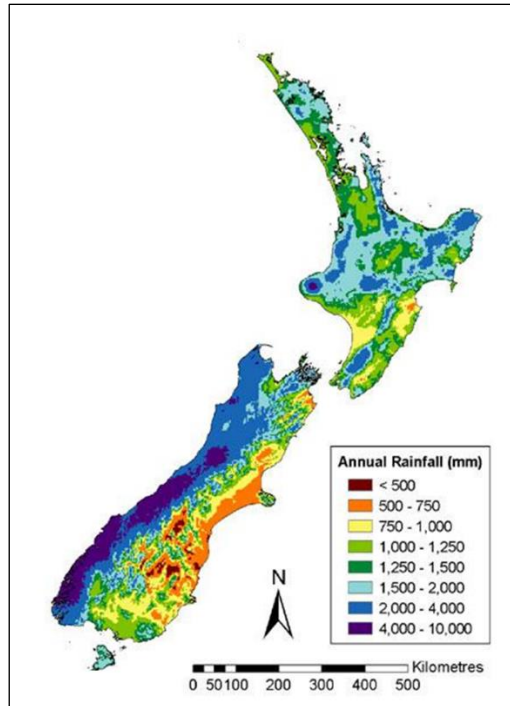 Annual Rainfall (mm)
< 500
500 - 750
750 - 1,000
1,000 - 1,250
1,250 - 1,500
1,500 - 2,000
2,000 - 4,000
4,000 - 10,000
N
Kilometres
0 50 100 200 300 400 500